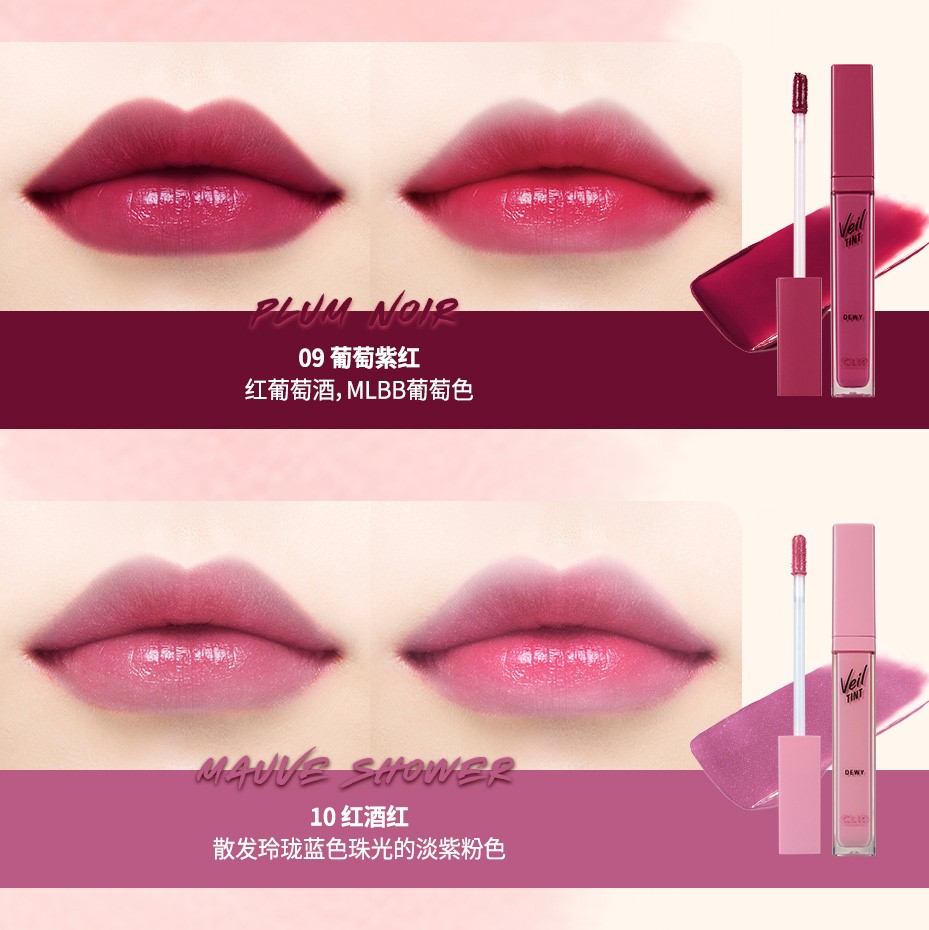 Veil
TINT
DEWY
CLIO
PLUM NOIR
09 葡萄紫红
红葡萄酒, MLBB葡萄色
Veil
TINT
DEWY
CLIO
MAUVE SHOWER
10 红酒红
散发玲珑蓝色珠光的淡紫粉色